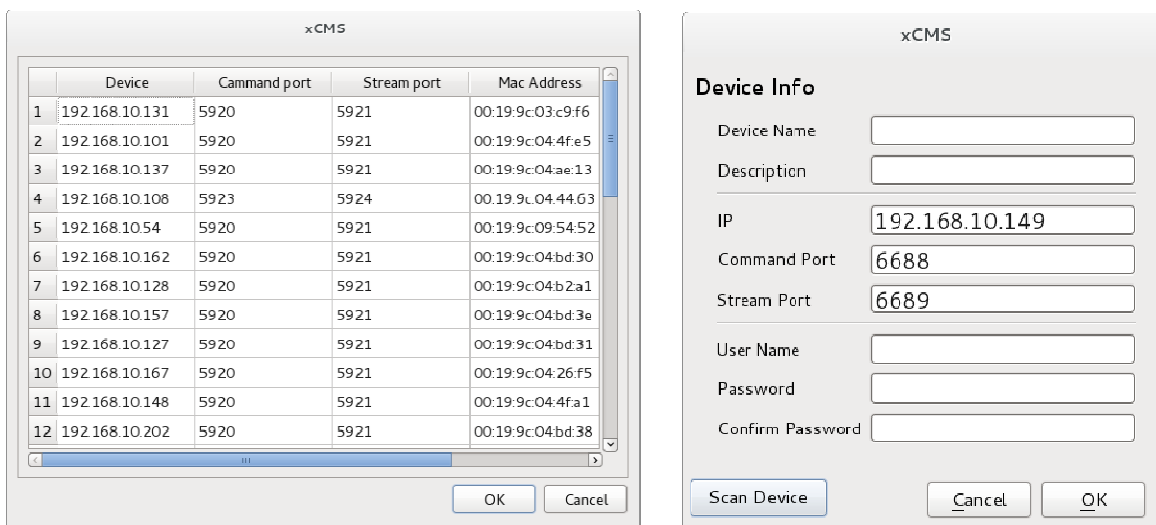 xCMS
Device Cammand port Stream port Mac Address
1 192.168.10.131 5920 5921 00:19:9c:03:c9:f6
2 192.168.10.101 5920 5921 00:19:9c:04:4f:e5
3 192.168.10.137 5920 5921 00:19:9c:04:ae:13
4 192.168.10.108 5923 5924 00:19:9c:04:44:63
5 192.168.10.54 5920 5921 00:19:9c:09:54:52
6 192.168.10.162 5920 5921 00:19:9c:04:bd:30
7 192.168.10.128 5920 5921 00:19:9c:04:b2:a1
8 192.168.10.157 5920 5921 00:19:9c:04:bd:3e
9 192.168.10.127 5920 5921 00:19:9c:04:bd:31
10 192.168.10.167 5920 5921 00:19:9c:04:26:f5
11 192.168.10.148 5920 5921 00:19:9c:04:4f:a1
12 192.168.10.202 5920 5921 00:19:9c:04:bd:38
OK Cancel
xCMS
Device Info
Device Name
Description
IP 192.168.10.149
Command Port 6688
Stream Port 6689
User Name
Password
Confirm Password
Scan Device Cancel OK